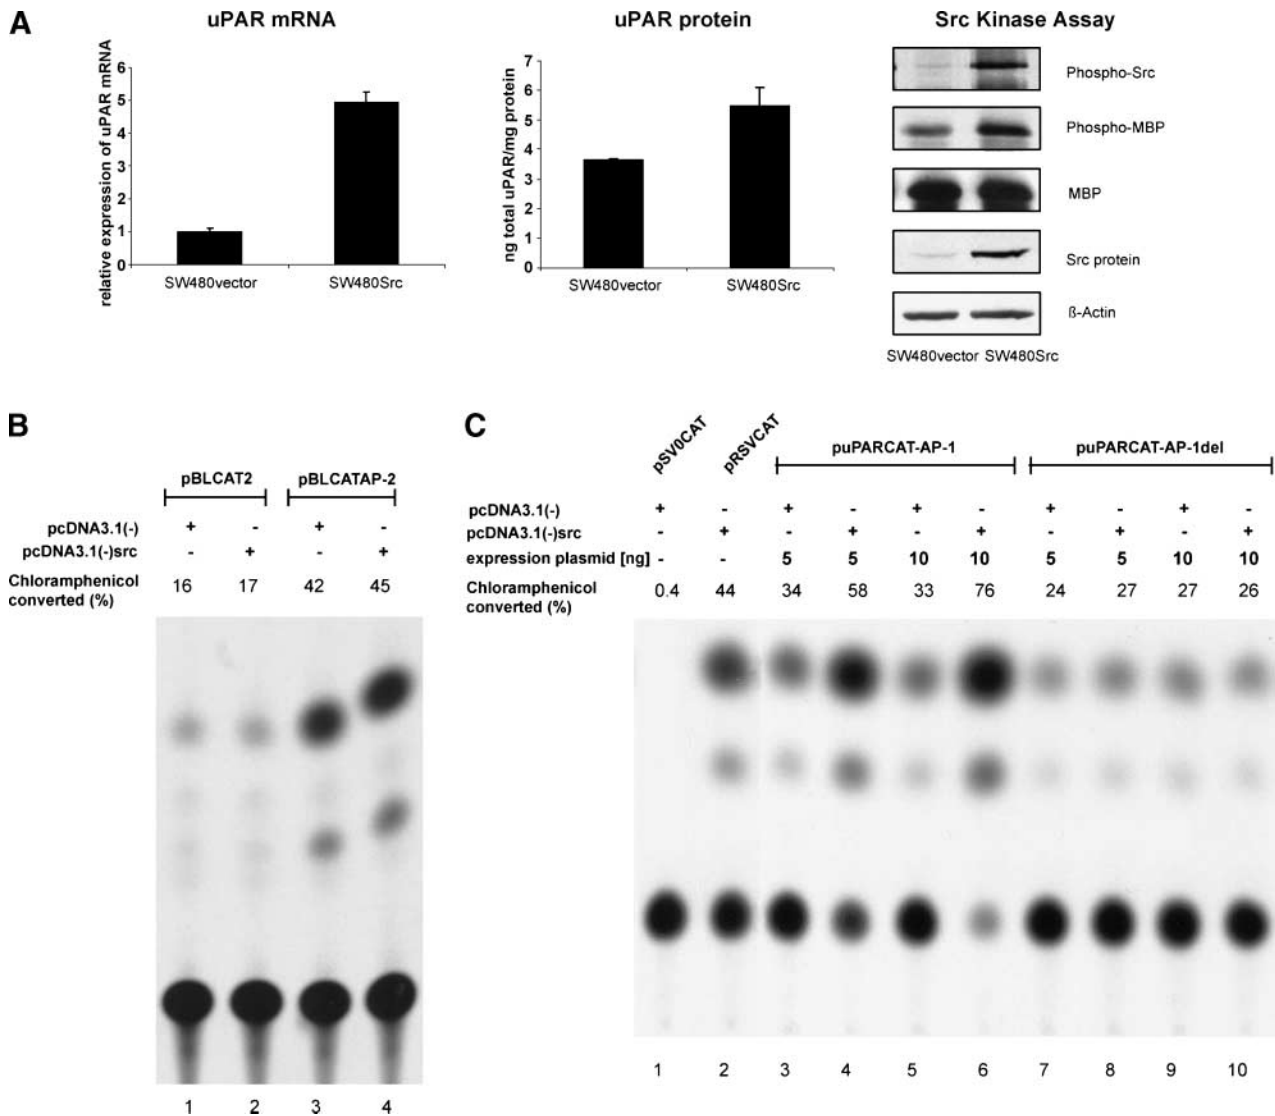 A
uPAR mRNA
relative expression of uPAR mRNA
6
5
4
3
2
1
0
SW480vector
SW480Src
uPAR protein
ng total uPAR/mg protein
7
6
5
4
3
2
1
0
SW480vector
SW480Src
Src Kinase Assay
Phospho-Src
Phospho-MBP
MBP
Src protein
ß-Actin
SW480vector SW480Src
B
pBLCAT2 pBLCATAP-2
pcDNA3.1(-) + - + -
pcDNA3.1(-)src - + - +
Chloramphenicol
converted (%) 16 17 42 45
1 2 3 4
C
pSV0CAT pRSVCAT puPARCAT-AP-1 puPARCAT-AP-1del
pcDNA3.1(-) + - + - + - + - + -
pcDNA3.1(-)src - + - + - + - + - +
expression plasmid [ng] - - 5 5 10 10 5 5 10 10
Chloramphenicol
converted (%) 0.4 44 34 58 33 76 24 27 27 26
1 2 3 4 5 6 7 8 9 10